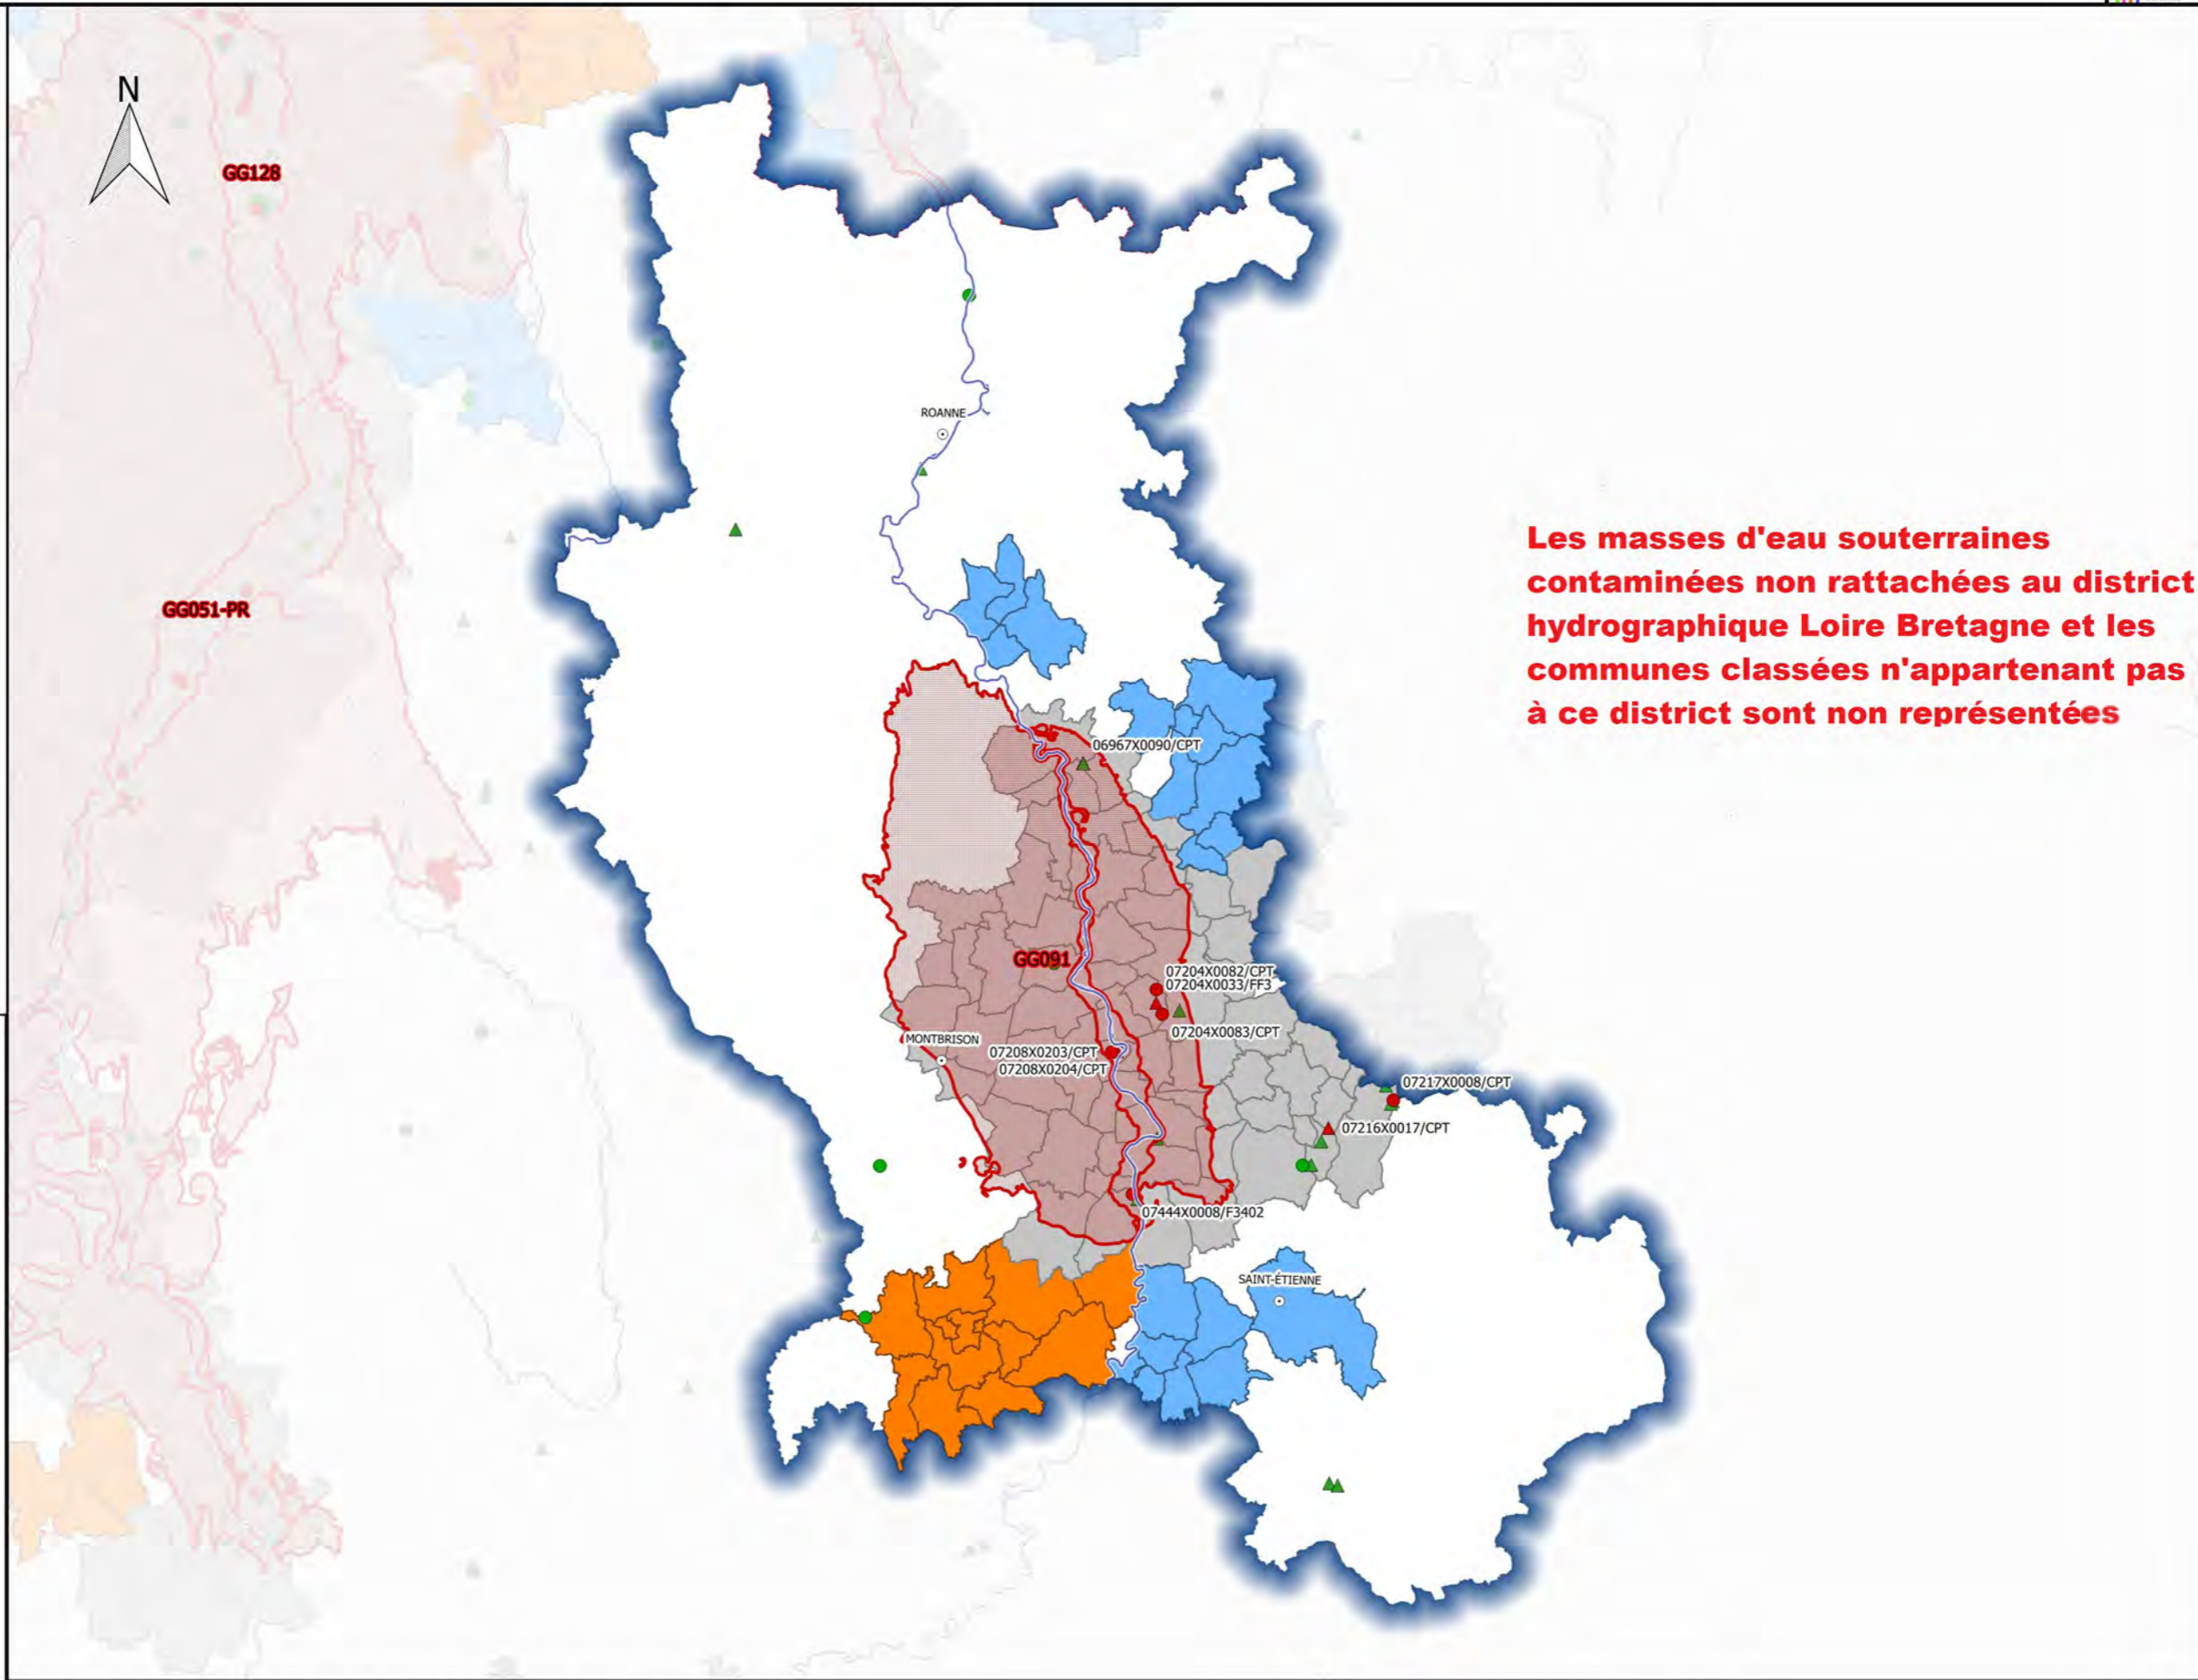 N
GG128
ROANNE
Les masses d'eau souterraines
contaminées non rattachées au district
hydrographique Loire Bretagne et les
communes classées n'appartenant pas
à ce district sont non représentées
GG051-PR
06967X0090/CPT
GG091
07204X0082/CPT
07204X0033/FF3
07204X0083/CPT
MONTBRISON
07208X0203/CPT
07208X0204/CPT
07217X0008/CPT
07216X0017/CPT
07444X0008/F3402
SAINT-ÉTIENNE